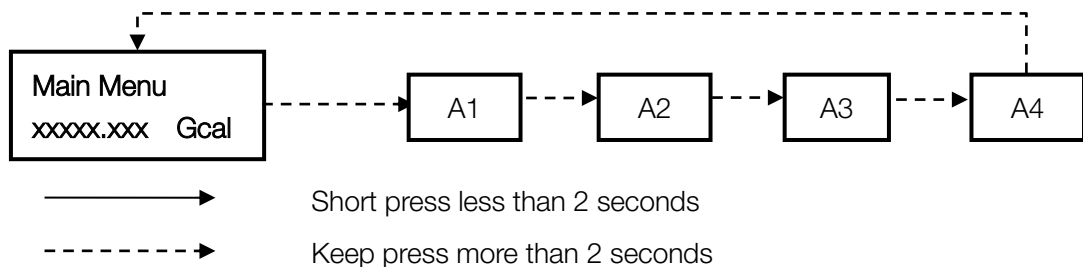 Main Menu
xxxxx.xxx Gcal
A1
A2
A3
A4
Short press less than 2 seconds
Keep press more than 2 seconds